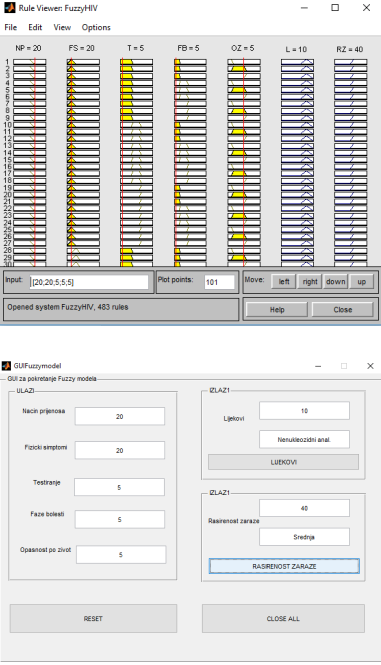 Rule Viewer: FuzzyHIV
File Edit View Options
NP = 20 FS = 20 T = 5 FB = 5 OZ = 5 L = 10 RZ = 40
1
2
3
4
5
6
7
8
9
10
11
12
13
14
15
16
17
18
19
20
21
22
23
24
25
26
27
28
29
30
Input: [20;20;5;5;5] Plot points: 101 Move: left right down up
Opened system FuzzyHIV, 483 rules Help Close
GUIFuzzymodel
GUI za pokretanje Fuzzy modela
ULAZI IZLAZ1
Nacin prijenosa 20 Lijekovi 10
Nenukleozidni anal.
Fizicki simptomi 20 LIJEKOVI
Testiranje 5 IZLAZ1
Rasirenost zaraze 40
Faze bolesti 5 Srednja
Opasnost po zivot 5 RASIRENOST ZARAZE
RESET CLOSE ALL